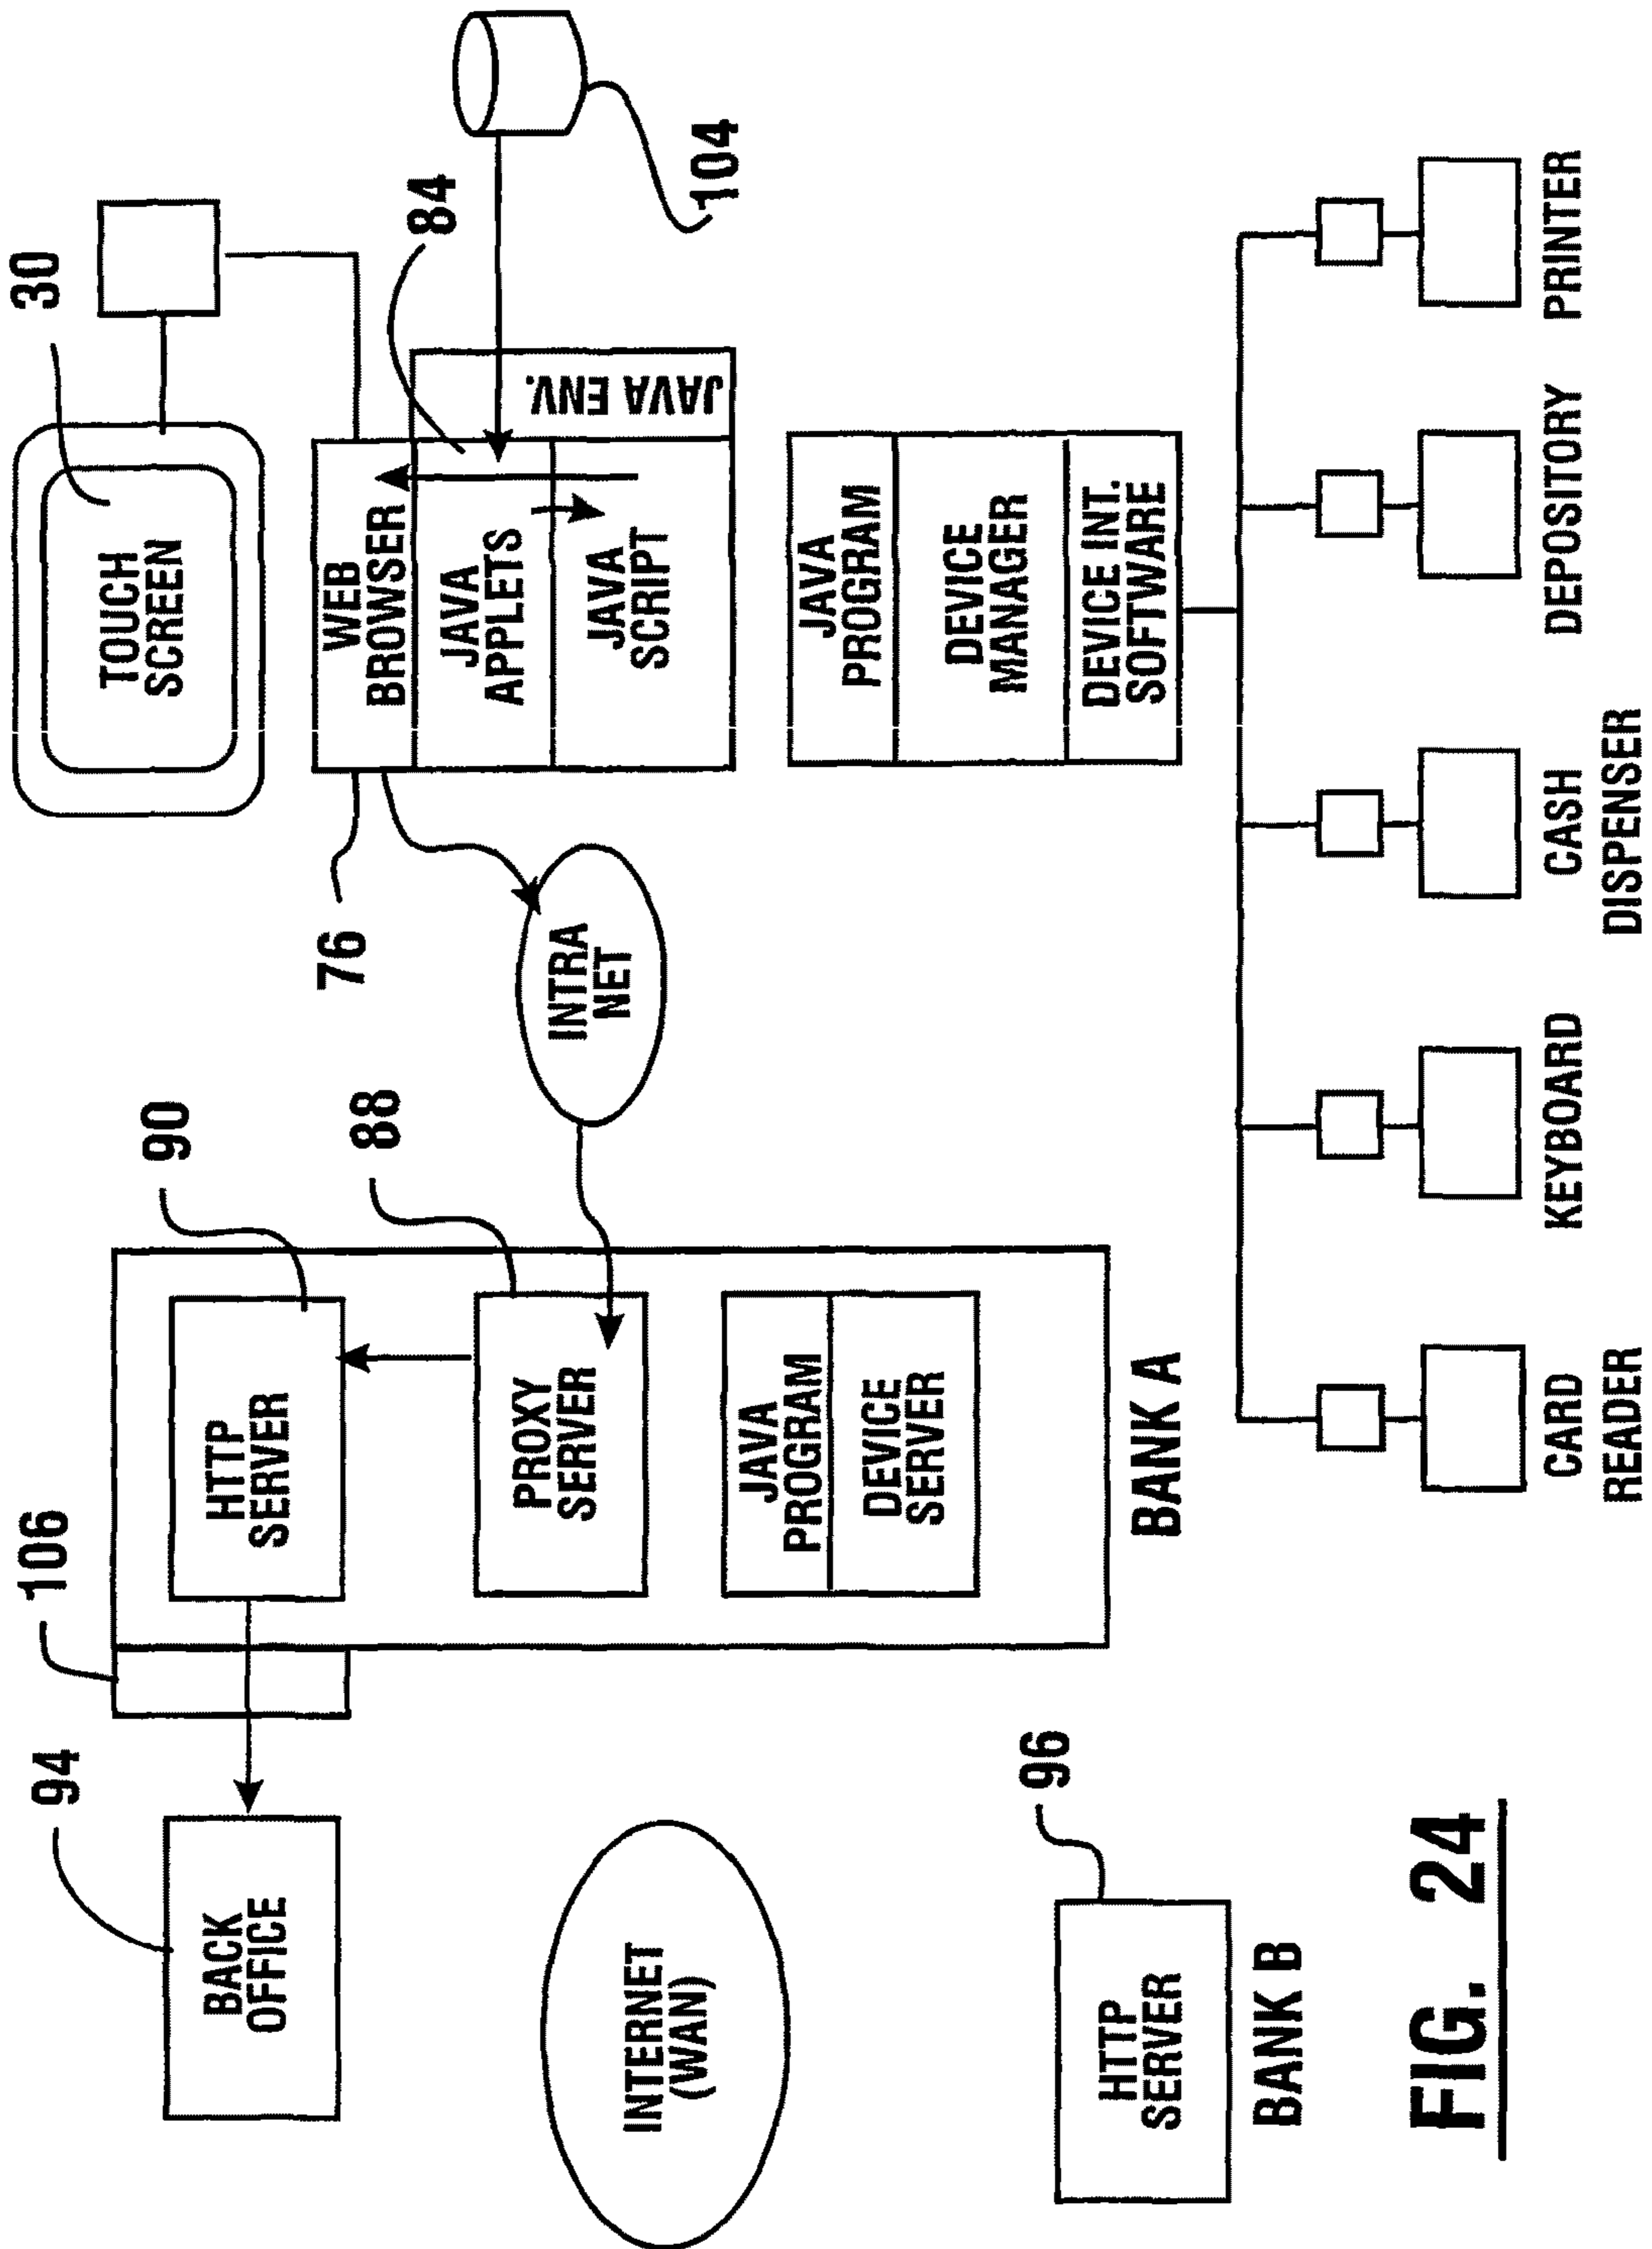 94
BACK
OFFICE
106
90
HTTP
SERVER
88
PROXY
SERVER
JAVA
PROGRAM
DEVICE
SERVER
BANK A
INTERNET
(WAN)
96
HTTP
SERVER
BANK B
INTRA
NET
30
TOUCH
SCREEN
76
WEB
BROWSER
84
JAVA
APPLETS
JAVA
SCRIPT
JAVA ENV.
104
JAVA
PROGRAM
DEVICE
MANAGER
DEVICE INT.
SOFTWARE
CARD
READER
KEYBOARD
CASH
DISPENSER
DEPOSITORY
PRINTER
FIG. 24